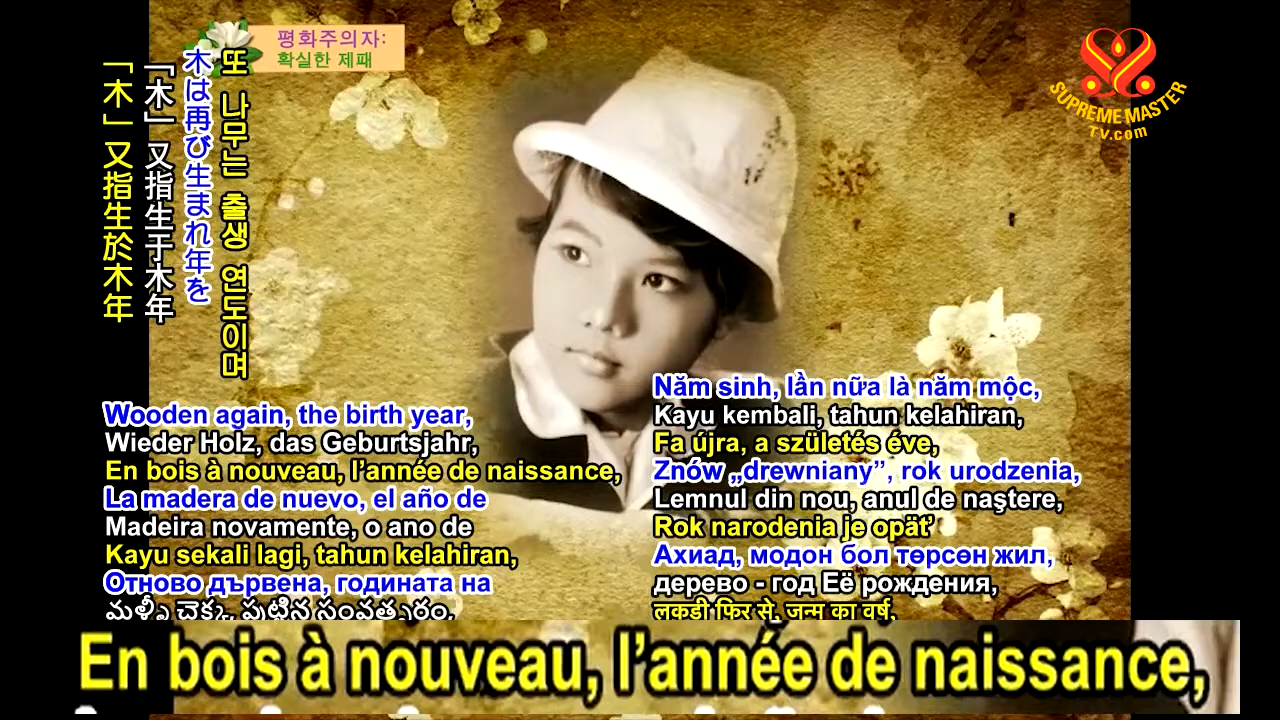 평화주의자:
확실한 제패
SUPREME MASTER
TV.com
또 나무는 출생 연도이며
木は再び生まれ年を
「木」又指生于木年
「木」又指生於木年
Wooden again, the birth year,
Wieder Holz, das Geburtsjahr,
En bois à nouveau, l’année de naissance,
La madera de nuevo, el año de
Madeira novamente, o ano de
Kayu sekali lagi, tahun kelahiran,
Отново дървена, годината на
మళ్ళీ చెక్క, పుట్టిన సంవత్సరం,
Năm sinh, lần nữa là năm mộc,
Kayu kembali, tahun kelahiran,
Fa újra, a születés éve,
Znów „drewniany”, rok urodzenia,
Lemnul din nou, anul de naştere,
Rok narodenia je opäť
Ахиад, модон бол төрсөн жил,
дерево - год Её рождения,
लकड़ी फिर से, जन्म का वर्ष,
En bois à nouveau, l’année de naissance,